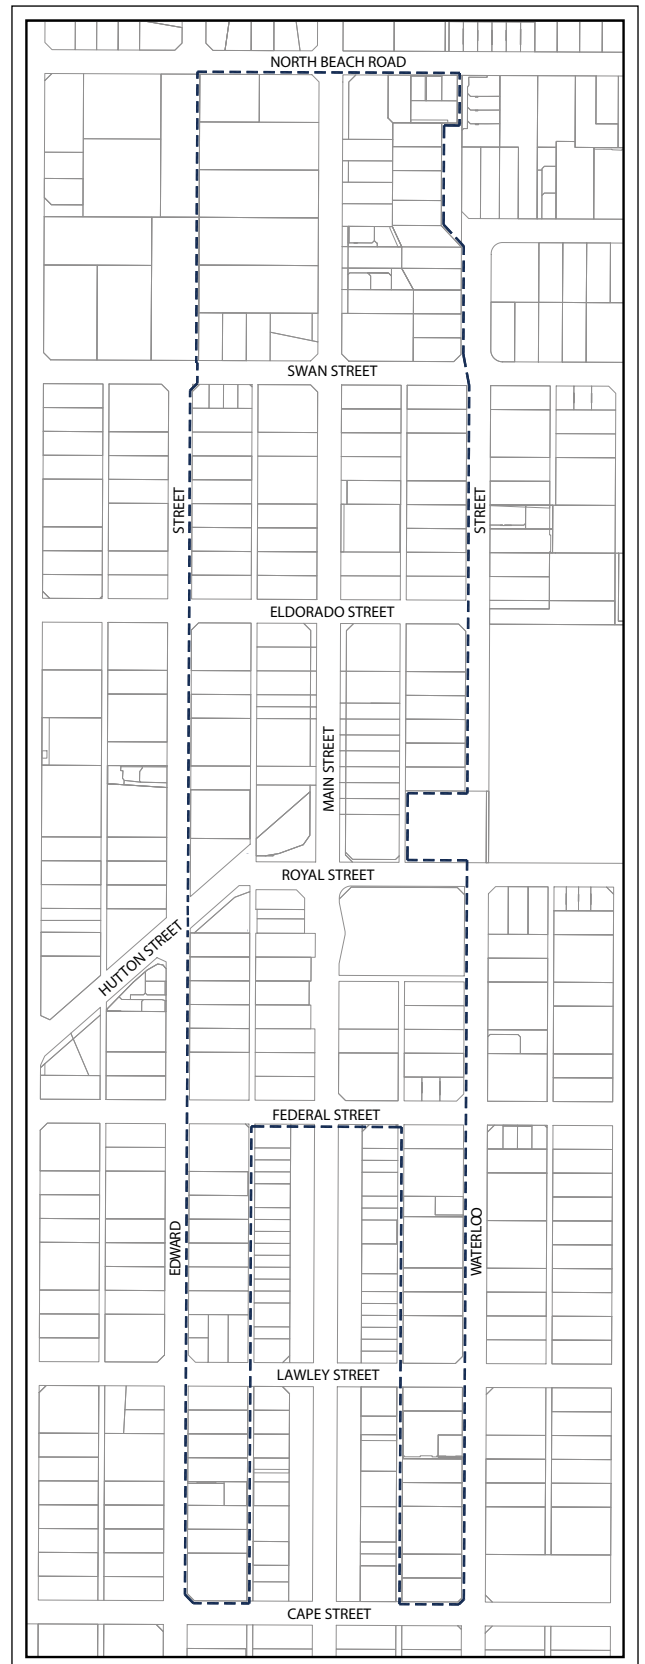 NORTH BEACH ROAD
SWAN STREET
STREET
STREET
ELDORADO STREET
MAIN STREET
ROYAL STREET
HUTTON STREET
FEDERAL STREET
EDWARD
WATERLOO
LAWLEY STREET
CAPE STREET